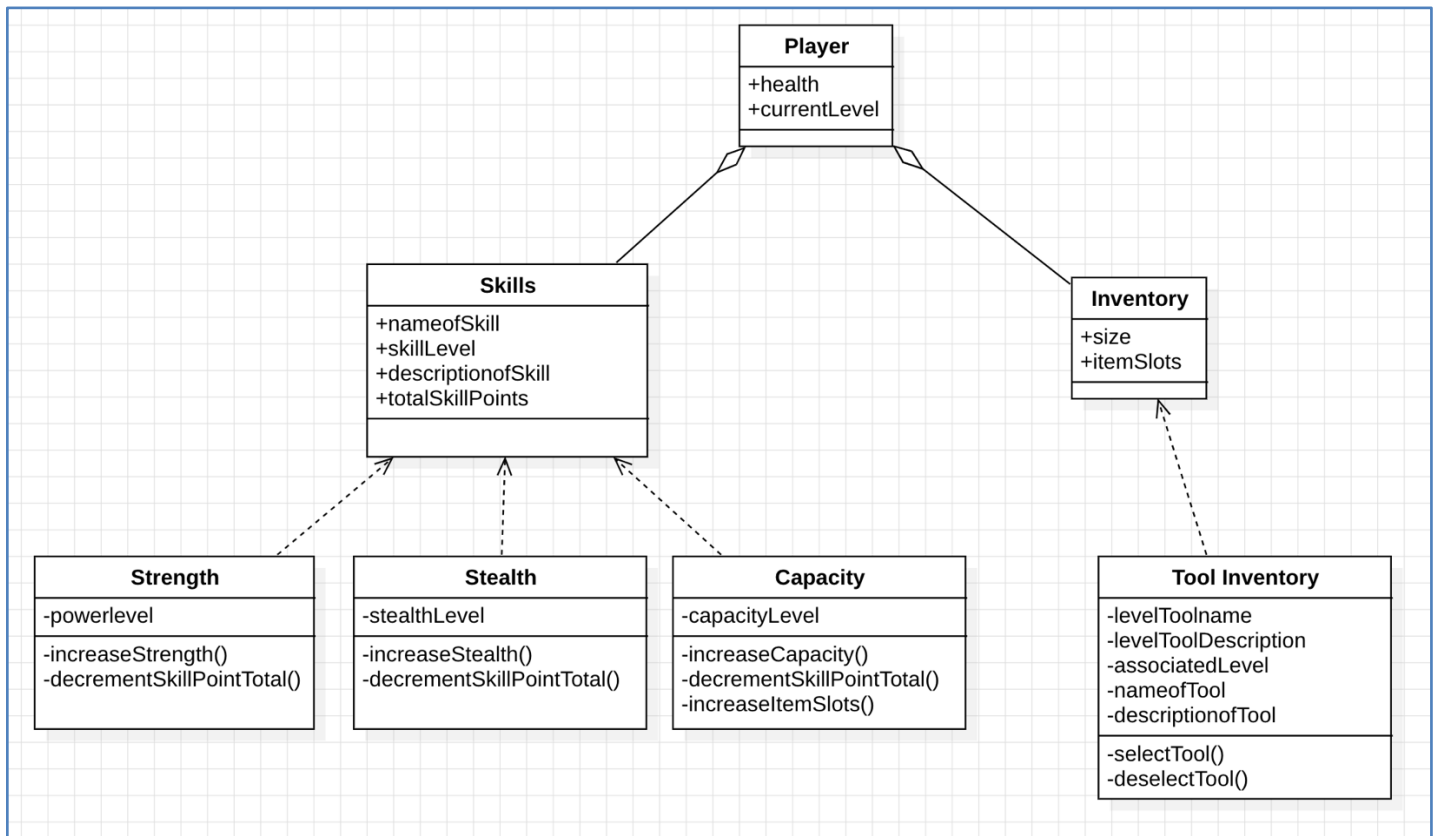 Player
+health
+currentLevel
Skills
+nameofSkill
+skillLevel
+descriptionofSkill
+totalSkillPoints
Inventory
+size
+itemSlots
Strength
-powerlevel
-increaseStrength()
-decrementSkillPointTotal()
Stealth
-stealthLevel
-increaseStealth()
-decrementSkillPointTotal()
Capacity
-capacityLevel
-increaseCapacity()
-decrementSkillPointTotal()
-increaseItemSlots()
Tool Inventory
-levelToolname
-levelToolDescription
-associatedLevel
-nameofTool
-descriptionofTool
-selectTool()
-deselectTool()